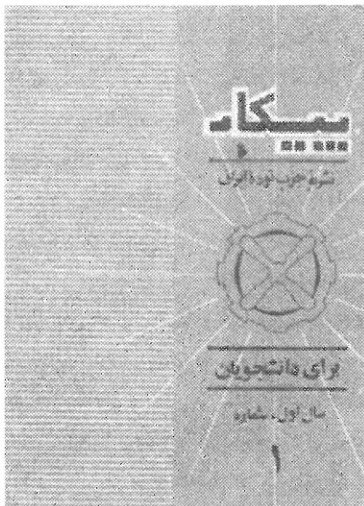 پیکار
نشریهٔ حزب تودهٔ ایران
برای دانشجویان
سال اول، شماره
۱